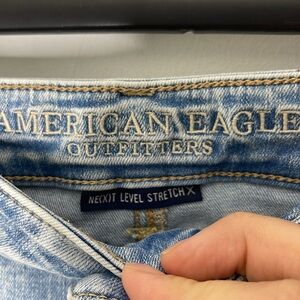 AMERICAN EAGLE
OUTFITTERS
NE(X)T LEVEL STRETCH X